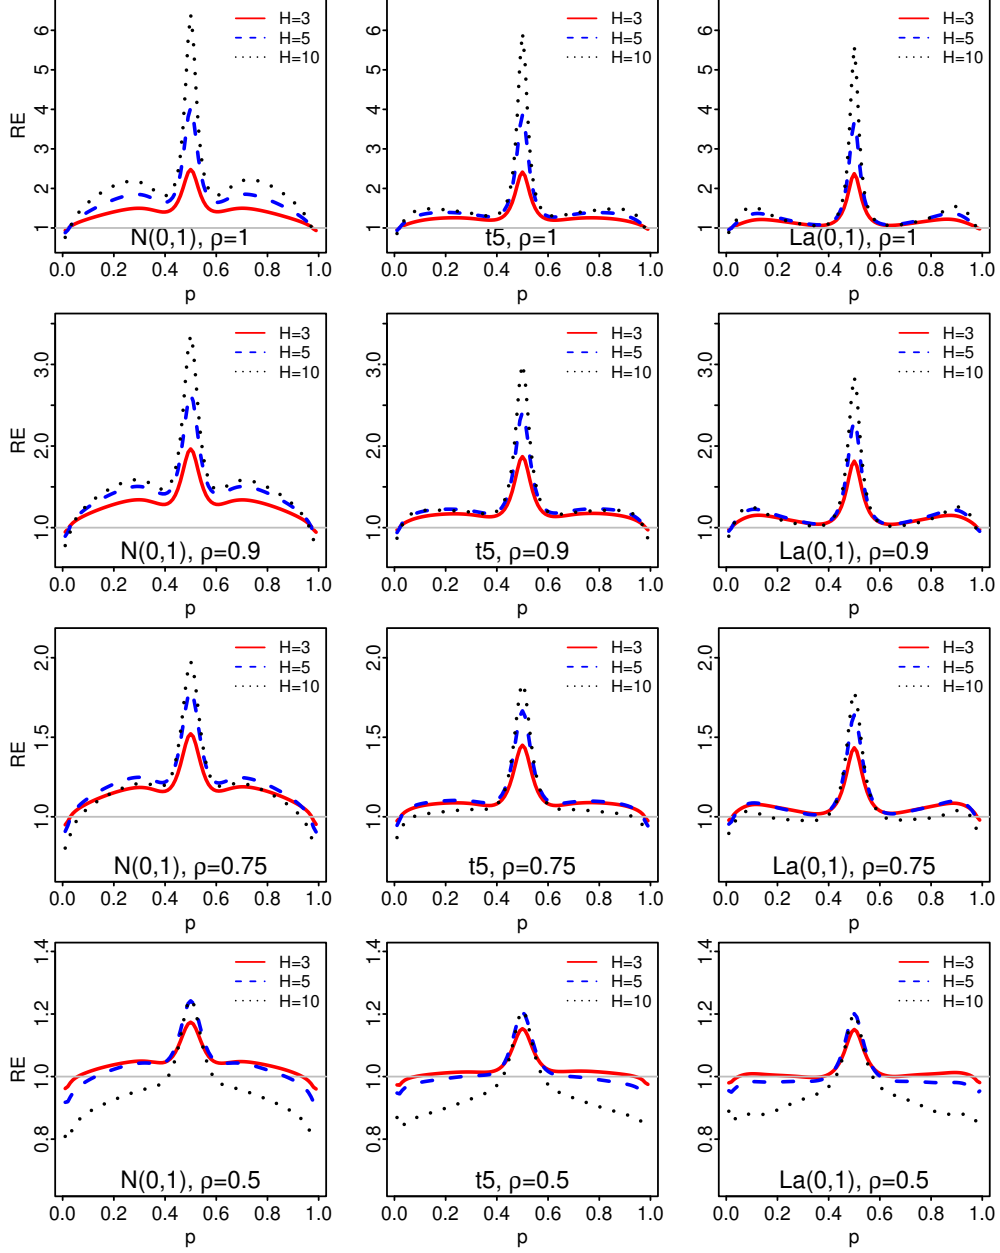 H=3
H=5
H=10
RE
1 2 3 4 5 6
N(0,1), ρ=1
0.0 0.2 0.4 0.6 0.8 1.0
p
H=3
H=5
H=10
1 2 3 4 5 6
t5, ρ=1
0.0 0.2 0.4 0.6 0.8 1.0
p
H=3
H=5
H=10
1 2 3 4 5 6
La(0,1), ρ=1
0.0 0.2 0.4 0.6 0.8 1.0
p
H=3
H=5
H=10
RE
1.0 2.0 3.0
N(0,1), ρ=0.9
0.0 0.2 0.4 0.6 0.8 1.0
p
H=3
H=5
H=10
1.0 2.0 3.0
t5, ρ=0.9
0.0 0.2 0.4 0.6 0.8 1.0
p
H=3
H=5
H=10
1.0 2.0 3.0
La(0,1), ρ=0.9
0.0 0.2 0.4 0.6 0.8 1.0
p
H=3
H=5
H=10
RE
1.0 1.5 2.0
N(0,1), ρ=0.75
0.0 0.2 0.4 0.6 0.8 1.0
p
H=3
H=5
H=10
1.0 1.5 2.0
t5, ρ=0.75
0.0 0.2 0.4 0.6 0.8 1.0
p
H=3
H=5
H=10
1.0 1.5 2.0
La(0,1), ρ=0.75
0.0 0.2 0.4 0.6 0.8 1.0
p
H=3
H=5
H=10
RE
0.8 1.0 1.2 1.4
N(0,1), ρ=0.5
0.0 0.2 0.4 0.6 0.8 1.0
p
H=3
H=5
H=10
0.8 1.0 1.2 1.4
t5, ρ=0.5
0.0 0.2 0.4 0.6 0.8 1.0
p
H=3
H=5
H=10
0.8 1.0 1.2 1.4
La(0,1), ρ=0.5
0.0 0.2 0.4 0.6 0.8 1.0
p